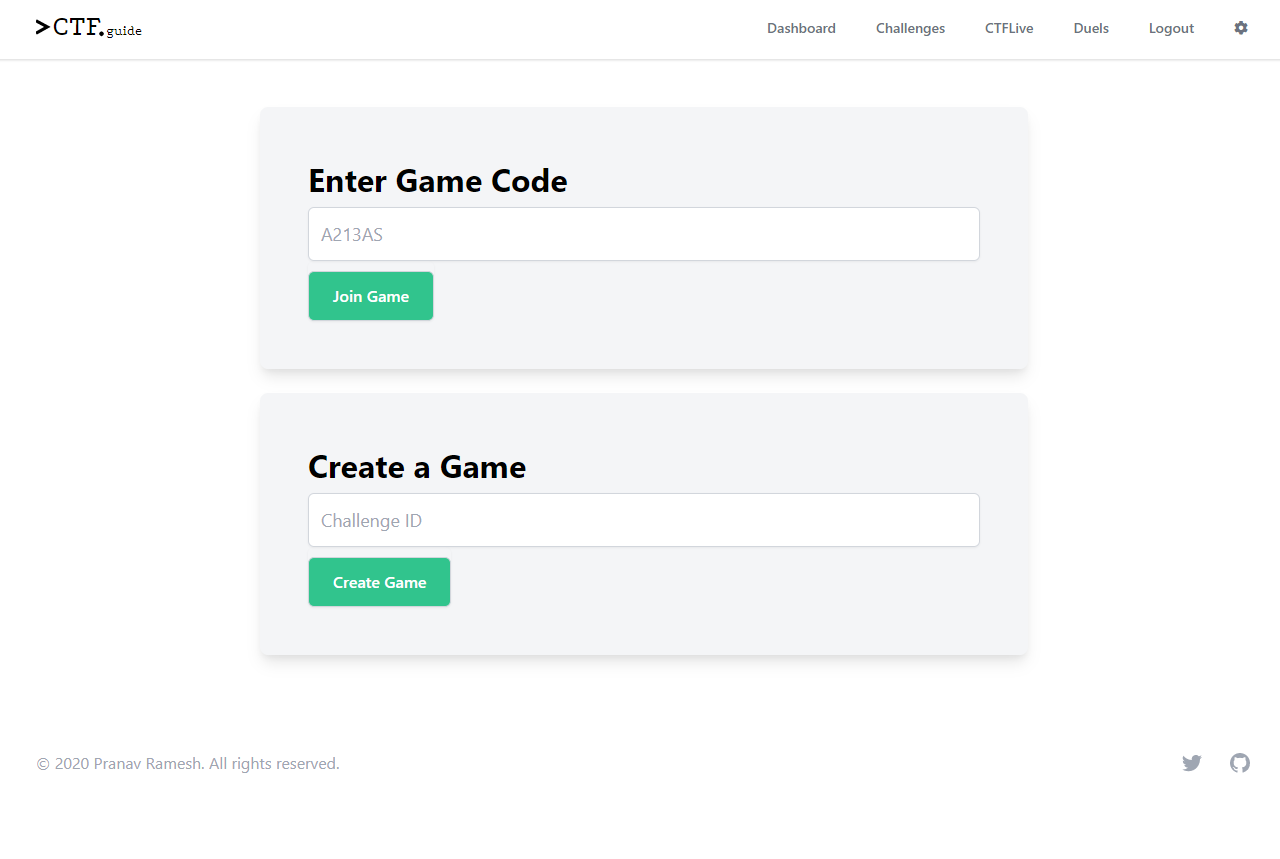 >CTF.guide
Dashboard Challenges CTFLive Duels Logout
Enter Game Code
A213AS
Join Game
Create a Game
Challenge ID
Create Game
© 2020 Pranav Ramesh. All rights reserved.